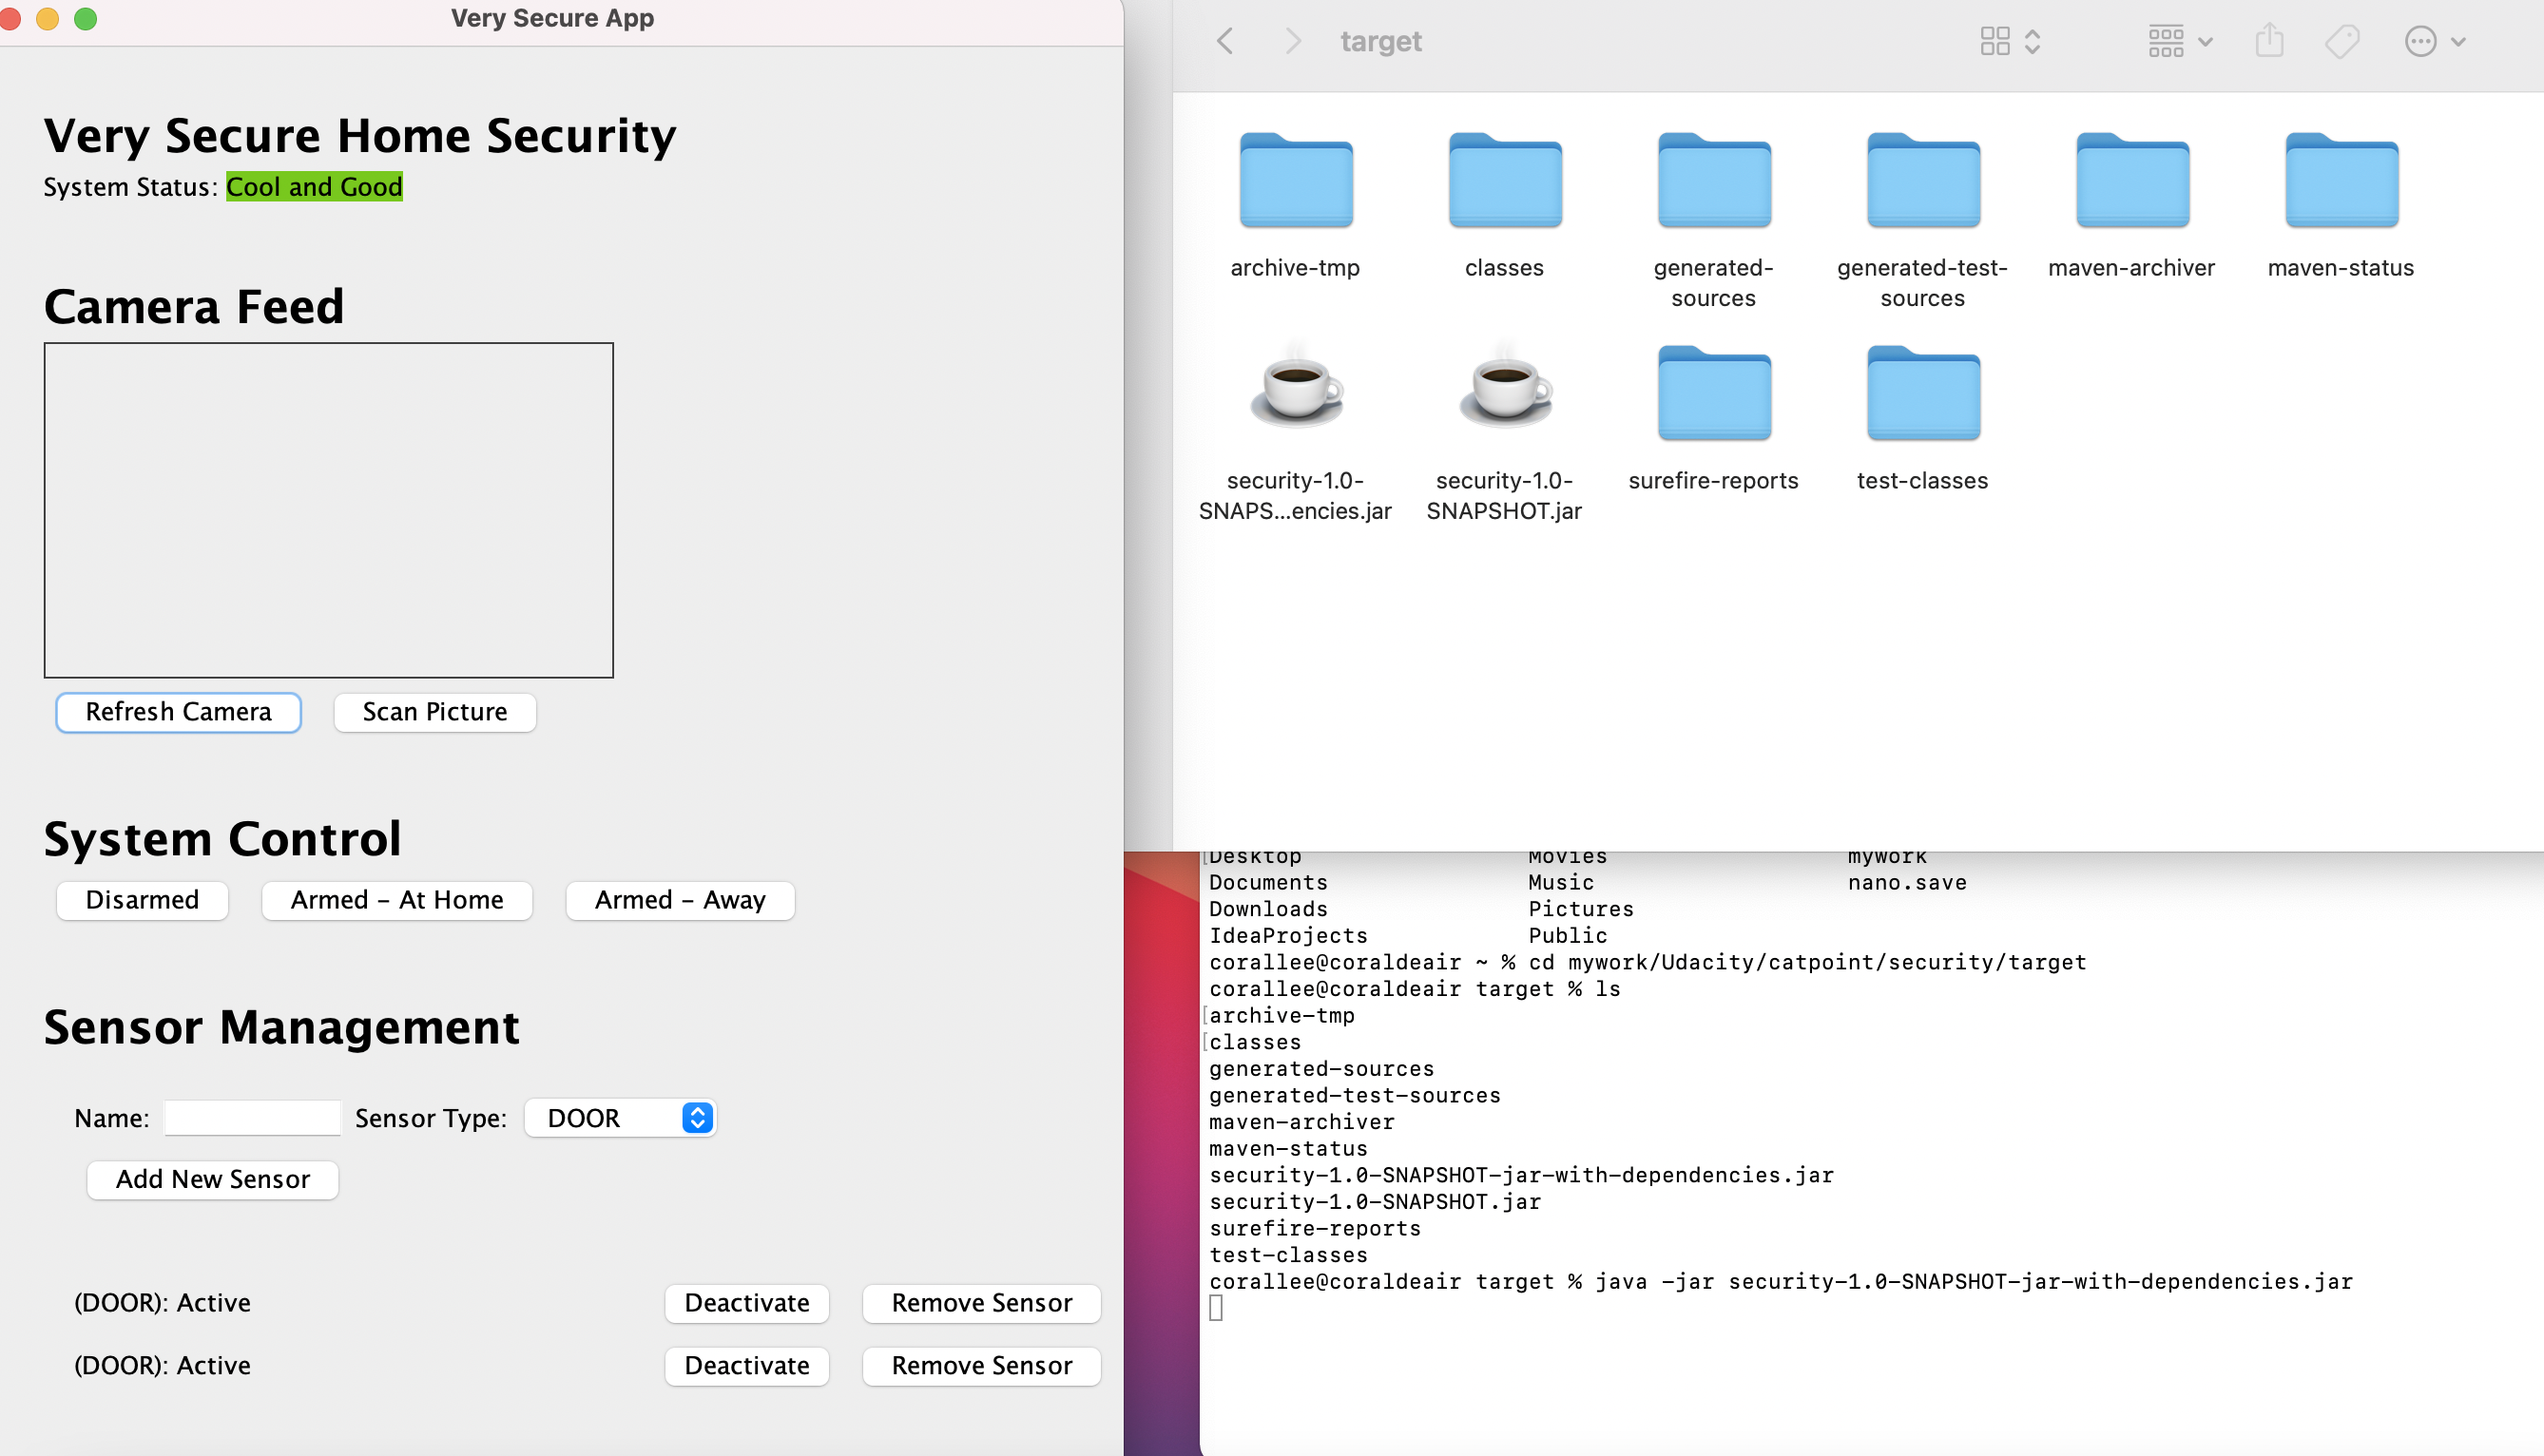 Very Secure App
Very Secure Home Security
System Status: Cool and Good
Camera Feed
Refresh Camera Scan Picture
System Control
Disarmed Armed - At Home Armed - Away
Sensor Management
Name: Sensor Type: DOOR
Add New Sensor
(DOOR): Active Deactivate Remove Sensor
(DOOR): Active Deactivate Remove Sensor
target
archive-tmp classes generated-sources generated-test-sources maven-archiver maven-status
security-1.0-SNAPS...encies.jar security-1.0-SNAPSHOT.jar surefire-reports test-classes
Desktop Movies mywork
Documents Music nano.save
Downloads Pictures
IdeaProjects Public
corallee@coraldeair ~ % cd mywork/Udacity/catpoint/security/target
corallee@coraldeair target % ls
archive-tmp
classes
generated-sources
generated-test-sources
maven-archiver
maven-status
security-1.0-SNAPSHOT-jar-with-dependencies.jar
security-1.0-SNAPSHOT.jar
surefire-reports
test-classes
corallee@coraldeair target % java -jar security-1.0-SNAPSHOT-jar-with-dependencies.jar